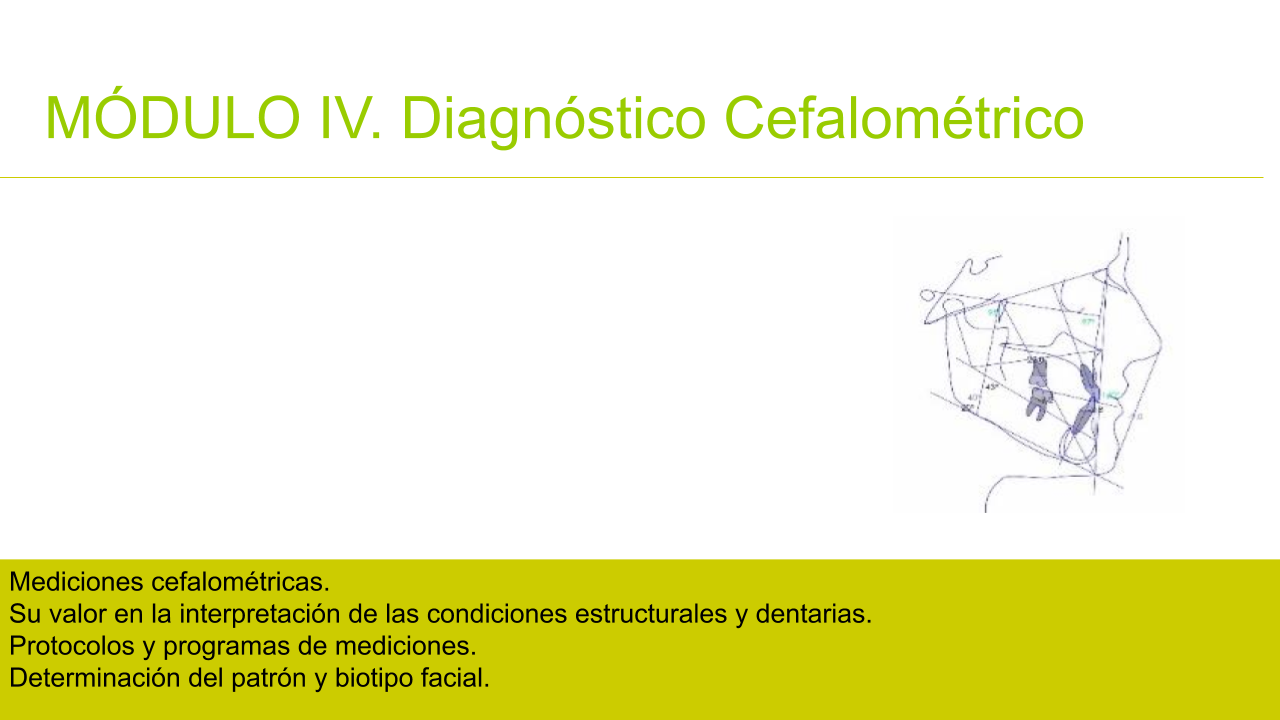 MÓDULO IV. Diagnóstico Cefalométrico
Mediciones cefalométricas.
Su valor en la interpretación de las condiciones estructurales y dentarias.
Protocolos y programas de mediciones.
Determinación del patrón y biotipo facial.